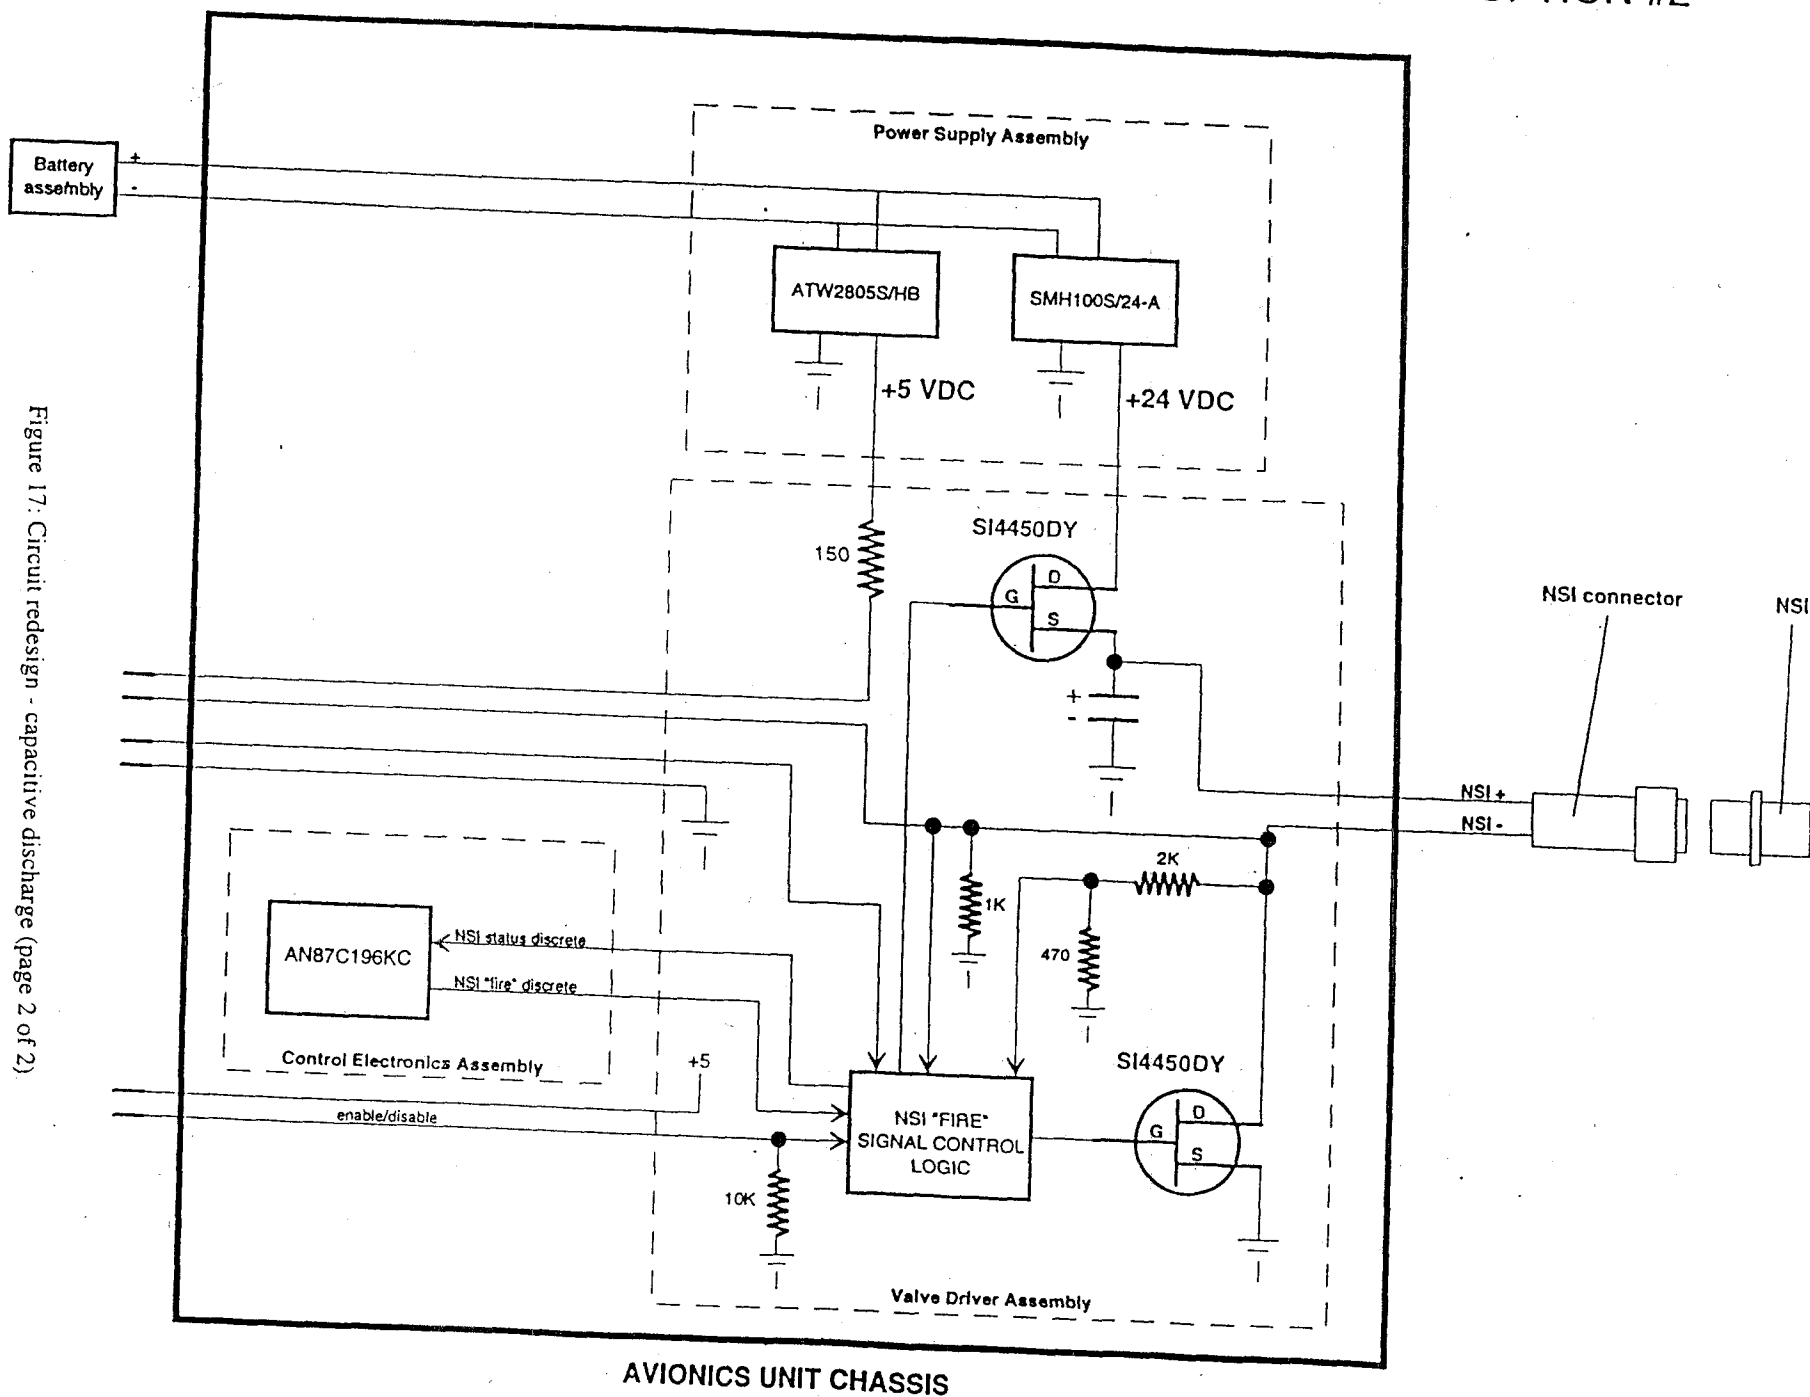 #2
Power Supply Assembly
Battery
assembly
+
-
ATW2805S/HB
SMH100S/24-A
+5 VDC
+24 VDC
SI4450DY
150
D
G
S
NSI connector
NSI
+
-
NSI +
NSI -
2K
1K
470
AN87C196KC
NSI status discrete
NSI "fire" discrete
Control Electronics Assembly
+5
enable/disable
SI4450DY
NSI "FIRE"
SIGNAL CONTROL
LOGIC
D
G
S
10K
Valve Driver Assembly
AVIONICS UNIT CHASSIS
Figure 17: Circuit redesign - capacitive discharge (page 2 of 2)